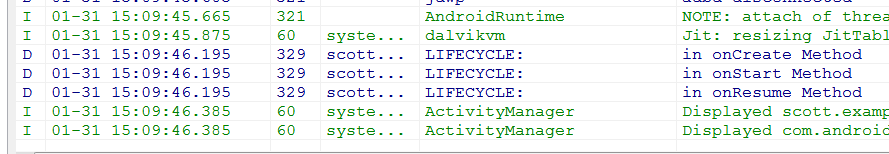 I 01-31 15:09:45.665 321 AndroidRuntime NOTE: attach of threa
I 01-31 15:09:45.875 60 syste... dalvikvm Jit: resizing JitTabl
D 01-31 15:09:46.195 329 scott... LIFECYCLE: in onCreate Method
D 01-31 15:09:46.195 329 scott... LIFECYCLE: in onStart Method
D 01-31 15:09:46.195 329 scott... LIFECYCLE: in onResume Method
I 01-31 15:09:46.385 60 syste... ActivityManager Displayed scott.examp
I 01-31 15:09:46.385 60 syste... ActivityManager Displayed com.android